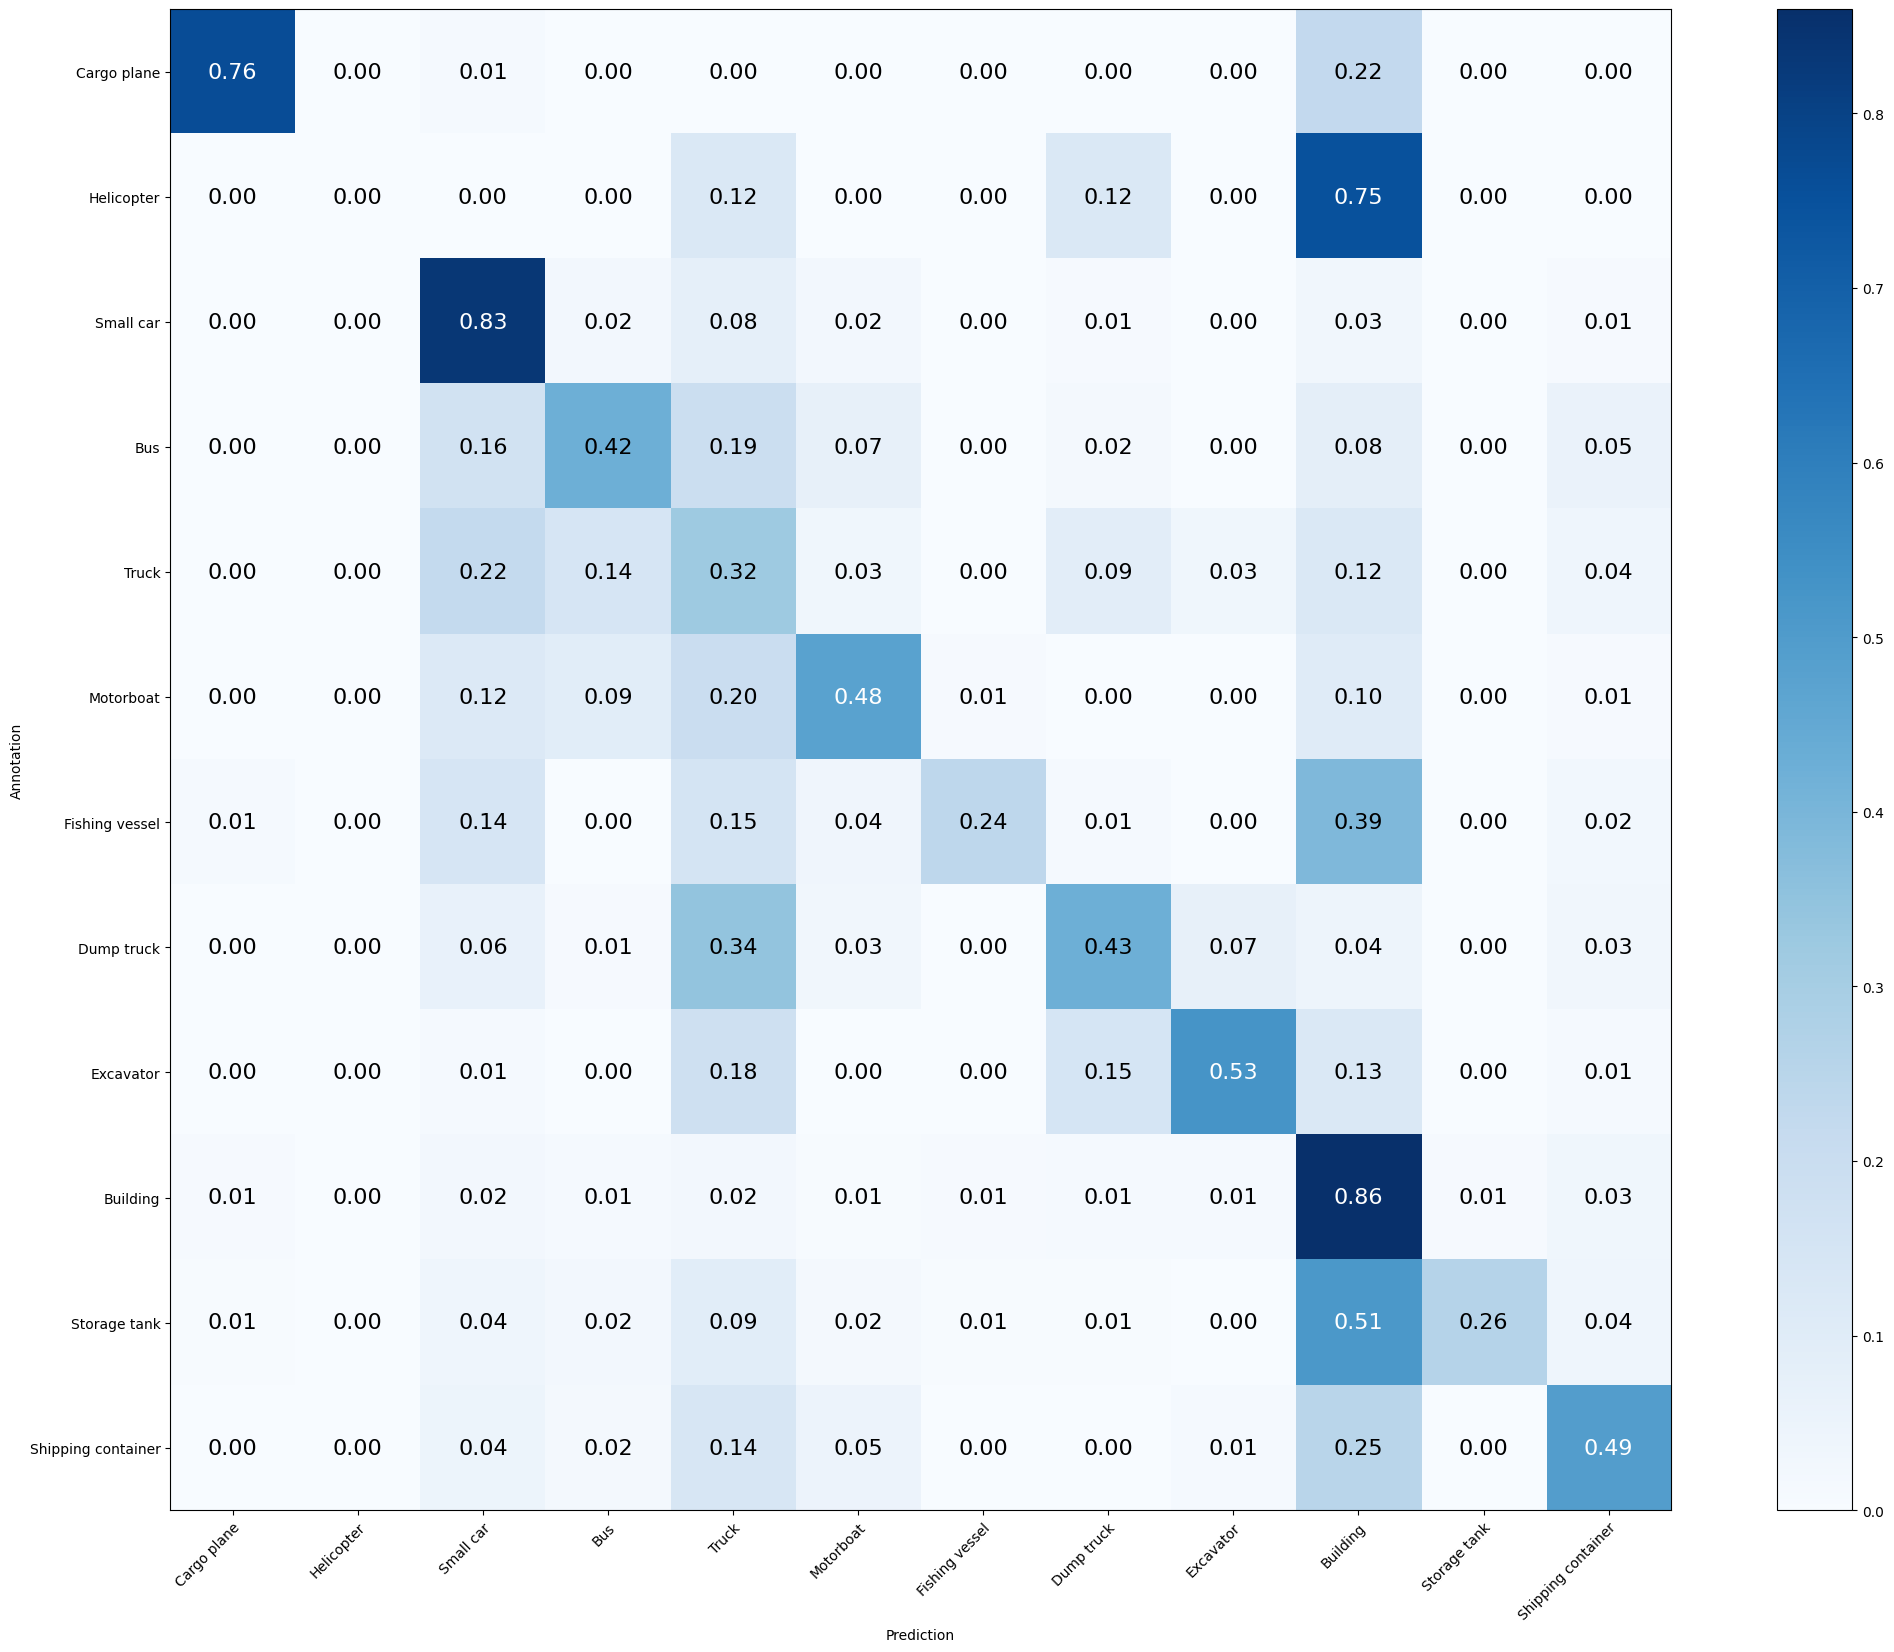 Cargo plane 0.76 0.00 0.01 0.00 0.00 0.00 0.00 0.00 0.00 0.22 0.00 0.00
Helicopter 0.00 0.00 0.00 0.00 0.12 0.00 0.00 0.12 0.00 0.75 0.00 0.00
Small car 0.00 0.00 0.83 0.02 0.08 0.02 0.00 0.01 0.00 0.03 0.00 0.01
Bus 0.00 0.00 0.16 0.42 0.19 0.07 0.00 0.02 0.00 0.08 0.00 0.05
Truck 0.00 0.00 0.22 0.14 0.32 0.03 0.00 0.09 0.03 0.12 0.00 0.04
Motorboat 0.00 0.00 0.12 0.09 0.20 0.48 0.01 0.00 0.00 0.10 0.00 0.01
Fishing vessel 0.01 0.00 0.14 0.00 0.15 0.04 0.24 0.01 0.00 0.39 0.00 0.02
Dump truck 0.00 0.00 0.06 0.01 0.34 0.03 0.00 0.43 0.07 0.04 0.00 0.03
Excavator 0.00 0.00 0.01 0.00 0.18 0.00 0.00 0.15 0.53 0.13 0.00 0.01
Building 0.01 0.00 0.02 0.01 0.02 0.01 0.01 0.01 0.01 0.86 0.01 0.03
Storage tank 0.01 0.00 0.04 0.02 0.09 0.02 0.01 0.01 0.00 0.51 0.26 0.04
Shipping container 0.00 0.00 0.04 0.02 0.14 0.05 0.00 0.00 0.01 0.25 0.00 0.49
Annotation
Cargo plane
Helicopter
Small car
Bus
Truck
Motorboat
Fishing vessel
Dump truck
Excavator
Building
Storage tank
Shipping container
Prediction
0.8
0.7
0.6
0.5
0.4
0.3
0.2
0.1
0.0